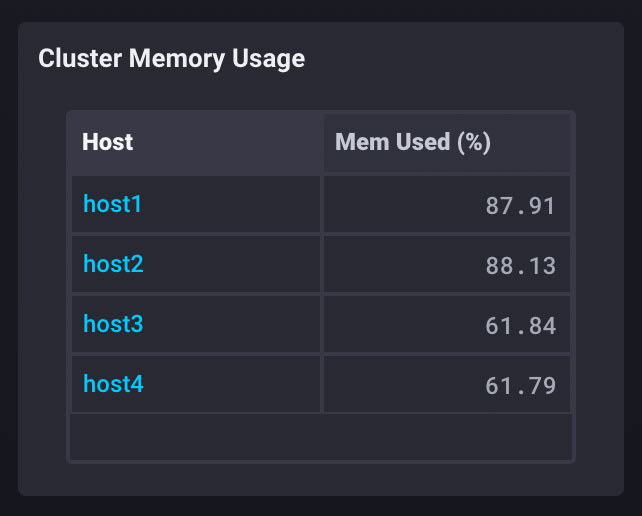 Cluster Memory Usage
Host Mem Used (%)
host1 87.91
host2 88.13
host3 61.84
host4 61.79